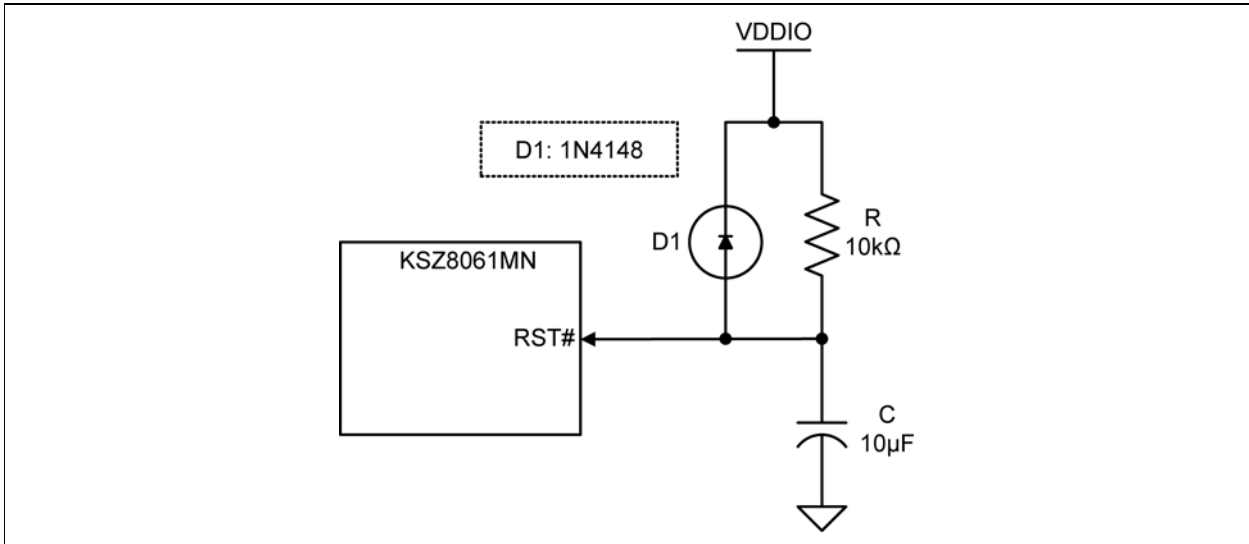 VDDIO
D1: 1N4148
D1
R
10kΩ
KSZ8061MN
RST#
C
10µF